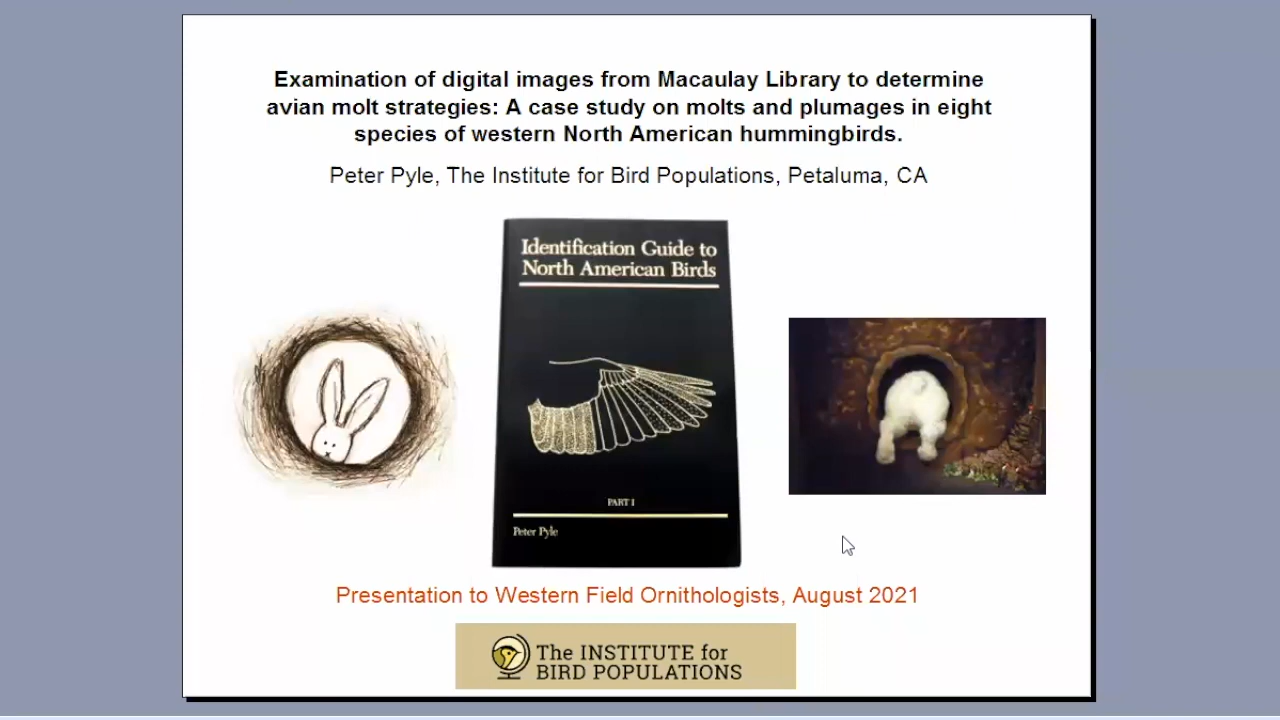 Examination of digital images from Macaulay Library to determine
avian molt strategies: A case study on molts and plumages in eight
species of western North American hummingbirds.
Peter Pyle, The Institute for Bird Populations, Petaluma, CA
Identification Guide to
North American Birds
PART I
Peter Pyle
Presentation to Western Field Ornithologists, August 2021
The INSTITUTE for
BIRD POPULATIONS